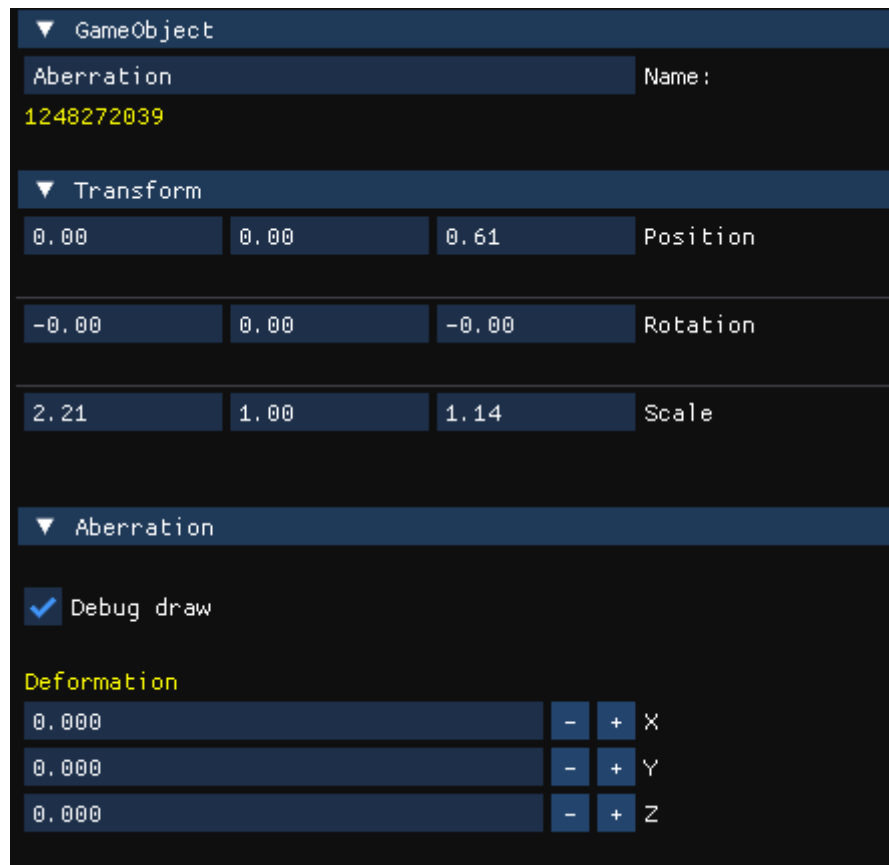 GameObject
Aberration Name:
1248272039
Transform
0.00 0.00 0.61 Position
-0.00 0.00 -0.00 Rotation
2.21 1.00 1.14 Scale
Aberration
Debug draw
Deformation
0.000 - + X
0.000 - + Y
0.000 - + Z